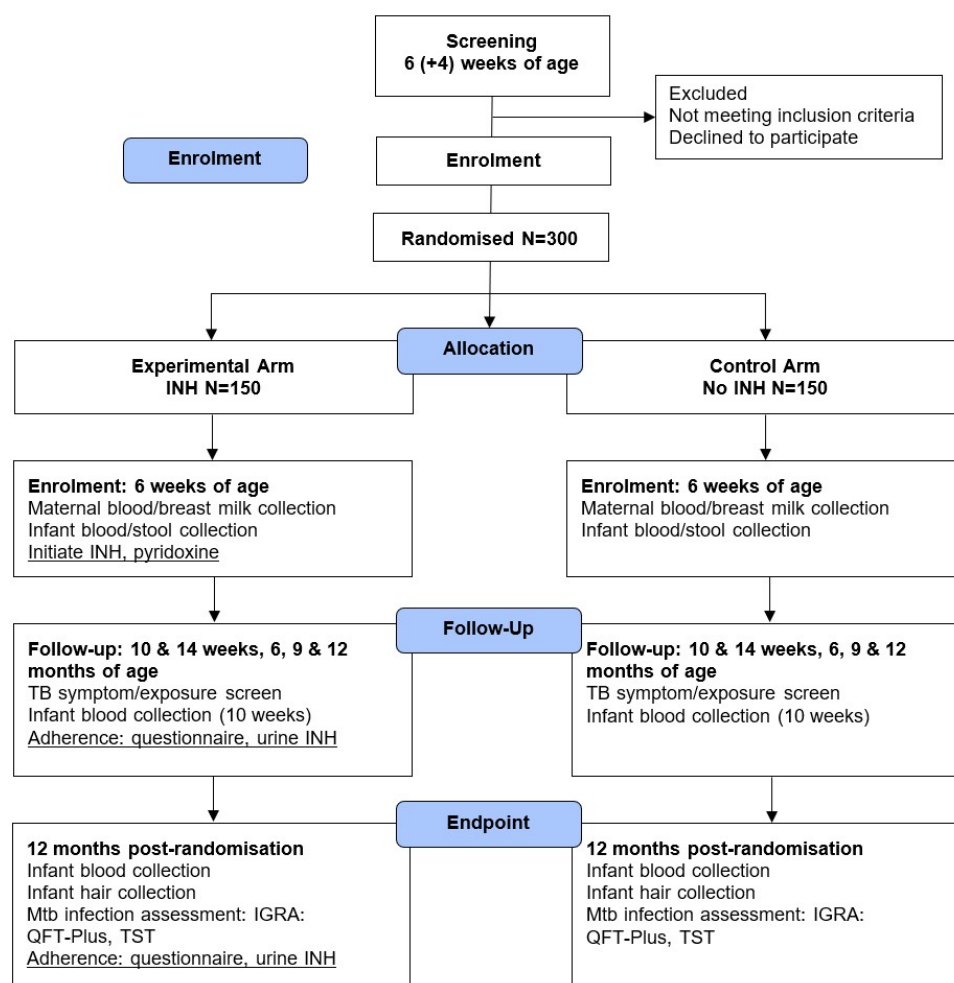 Screening
6 (+4) weeks of age
Excluded
Not meeting inclusion criteria
Declined to participate
Enrolment
Enrolment
Randomised N=300
Allocation
Experimental Arm
INH N=150
Control Arm
No INH N=150
Enrolment: 6 weeks of age
Maternal blood/breast milk collection
Infant blood/stool collection
Initiate INH, pyridoxine
Enrolment: 6 weeks of age
Maternal blood/breast milk collection
Infant blood/stool collection
Follow-Up
Follow-up: 10 & 14 weeks, 6, 9 & 12
months of age
TB symptom/exposure screen
Infant blood collection (10 weeks)
Adherence: questionnaire, urine INH
Follow-up: 10 & 14 weeks, 6, 9 & 12
months of age
TB symptom/exposure screen
Infant blood collection (10 weeks)
Endpoint
12 months post-randomisation
Infant blood collection
Infant hair collection
Mtb infection assessment: IGRA:
QFT-Plus, TST
Adherence: questionnaire, urine INH
12 months post-randomisation
Infant blood collection
Infant hair collection
Mtb infection assessment: IGRA:
QFT-Plus, TST